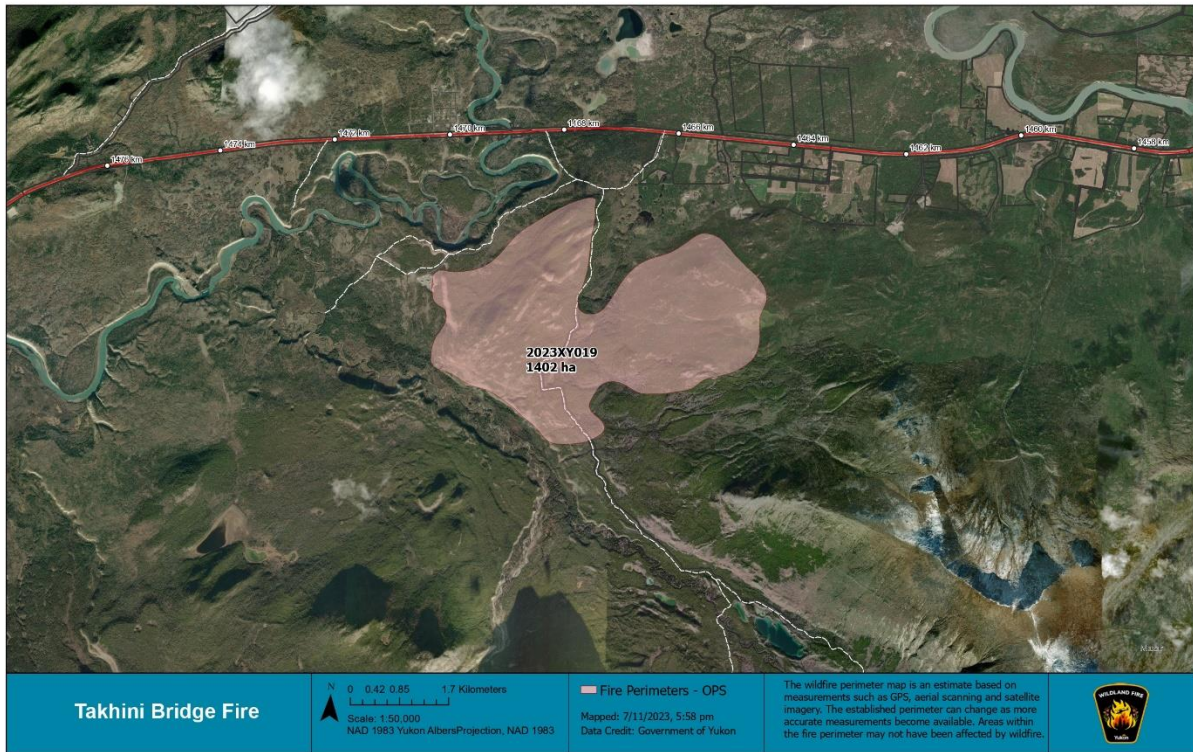 1476 km
1474 km
1472 km
1470 km
1468 km
1466 km
1464 km
1462 km
1460 km
1458 km
2023XY019
1402 ha
Takhini Bridge Fire
N
0 0.42 0.85 1.7 Kilometers
Scale: 1:50,000
NAD 1983 Yukon AlbersProjection, NAD 1983
Fire Perimeters - OPS
Mapped: 7/11/2023, 5:58 pm
Data Credit: Government of Yukon
The wildfire perimeter map is an estimate based on
measurements such as GPS, aerial scanning and satellite
imagery. The established perimeter can change as more
accurate measurements become available. Areas within
the fire perimeter may not have been affected by wildfire.
WILDLAND FIRE
Yukon